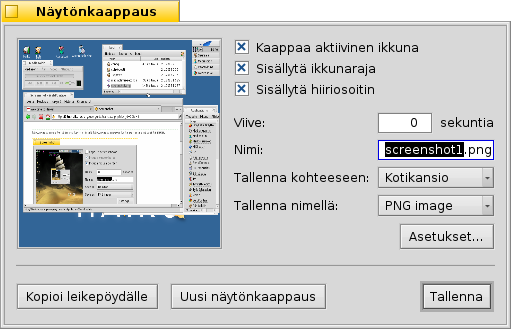 Näytönkaappaus
Kaappaa aktiivinen ikkuna
Sisällytä ikkunaraja
Sisällytä hiiriosoitin
Viive: 0 sekuntia
Nimi: screenshot1.png
Tallenna kohteeseen: Kotikansio
Tallenna nimellä: PNG image
Asetukset...
Kopioi leikepöydälle Uusi näytönkaappaus Tallenna